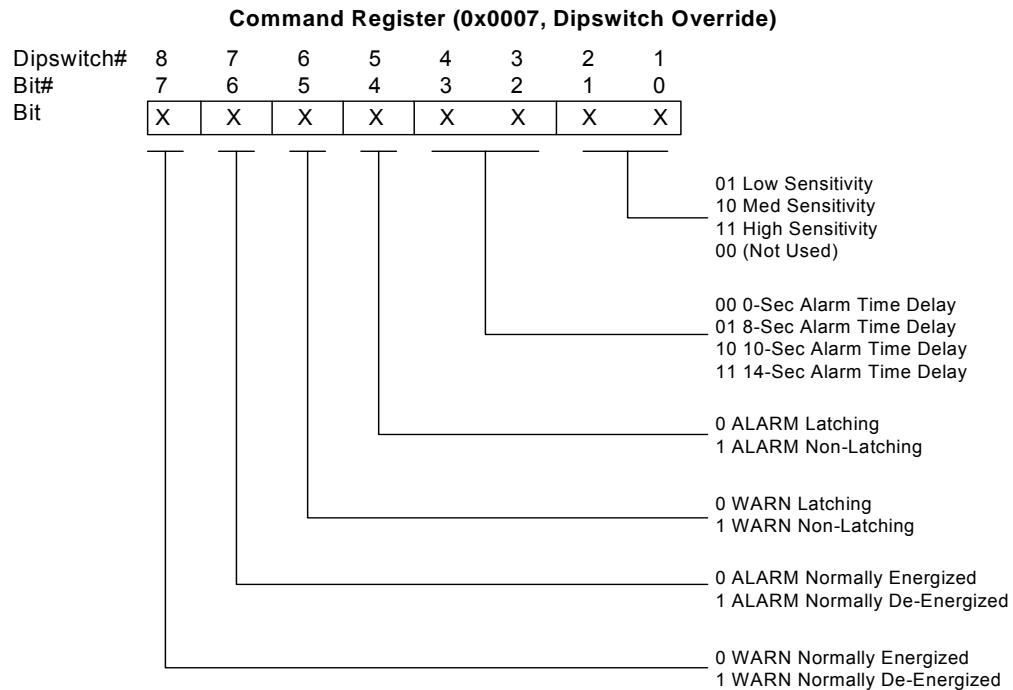 Command Register (0x0007, Dipswitch Override)
Dipswitch# 8 7 6 5 4 3 2 1
Bit# 7 6 5 4 3 2 1 0
Bit X X X X X X X X
01 Low Sensitivity
10 Med Sensitivity
11 High Sensitivity
00 (Not Used)
00 0-Sec Alarm Time Delay
01 8-Sec Alarm Time Delay
10 10-Sec Alarm Time Delay
11 14-Sec Alarm Time Delay
0 ALARM Latching
1 ALARM Non-Latching
0 WARN Latching
1 WARN Non-Latching
0 ALARM Normally Energized
1 ALARM Normally De-Energized
0 WARN Normally Energized
1 WARN Normally De-Energized